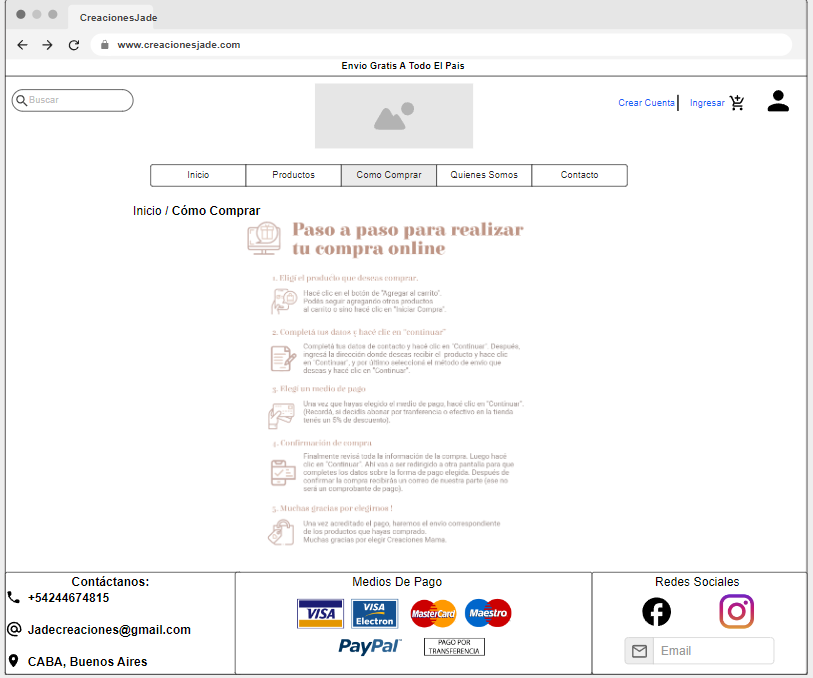 CreacionesJade
www.creacionesjade.com
Envío Gratis A Todo El País
Buscar
Crear Cuenta
Ingresar
Inicio
Productos
Como Comprar
Quienes Somos
Contacto
Inicio / Cómo Comprar
Paso a paso para realizar
tu compra online
1. Eligí el producto que deseas comprar.
Hacé clic en el botón de "Agregar al carrito".
Podés seguir agregando otros productos
al carrito o sino hacé clic en "Iniciar Compra".
2. Completá tus datos y hacé clic en "continuar"
Completá tus datos de contacto y hacé clic en "Continuar". Después,
ingresá la dirección donde deseas recibir el producto y hace clic
en "Continuar", y por último seleccioná el método de envío que
deseas y hacé clic en "Continuar".
3. Elegí un medio de pago
Una vez que hayas elegido el medio de pago, hacé clic en "Continuar".
(Recordá, si decidís abonar por tranferencia o efectivo en la tienda
tenés un 5% de descuento).
4. Confirmación de compra
Finalmente revisá toda la información de la compra. Luego hacé
clic en "Continuar". Ahí vas a ser redirigido a otra pantalla para que
completes los datos sobre la forma de pago elegida. Después de
confirmar la compra recibirás un correo de nuestra parte (ese no
será un comprobante de pago).
5. Muchas gracias por elegirnos !
Una vez acreditado el pago, haremos el envío correspondiente
de los productos que hayas comprado.
Muchas gracias por elegir Creaciones Marna.
Contáctanos:
+54244674815
Jadecreaciones@gmail.com
CABA, Buenos Aires
Medios De Pago
VISA
VISA
Electron
MasterCard
Maestro
PayPal
PAGO POR
TRANSFERENCIA
Redes Sociales
Email